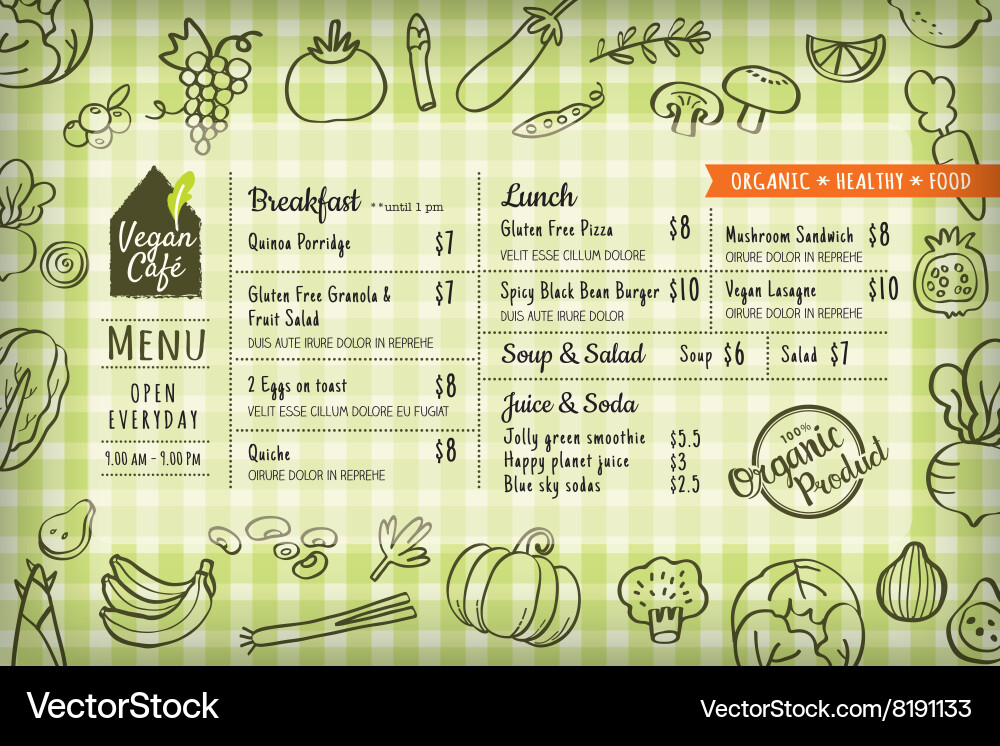 ORGANIC * HEALTHY * FOOD
Vegan
Café
MENU
OPEN
EVERYDAY
9.00 AM - 9.00 PM
Breakfast **until 1 pm
Quinoa Porridge $7
Gluten Free Granola & $7
Fruit Salad
DUIS AUTE IRURE DOLOR IN REPREHE
2 Eggs on toast $8
VELIT ESSE CILLUM DOLORE EU FUGIAT
Quiche $8
OIRURE DOLOR IN REPREHE
Lunch
Gluten Free Pizza $8
VELIT ESSE CILLUM DOLORE
Spicy Black Bean Burger $10
DUIS AUTE IRURE DOLOR
Mushroom Sandwich $8
OIRURE DOLOR IN REPREHE
Vegan Lasagne $10
OIRURE DOLOR IN REPREHE
Soup & Salad Soup $6 Salad $7
Juice & Soda
Jolly green smoothie $5.5
Happy planet juice $3
Blue sky sodas $2.5
100%
Organic
Product
VectorStock
VectorStock.com/8191133